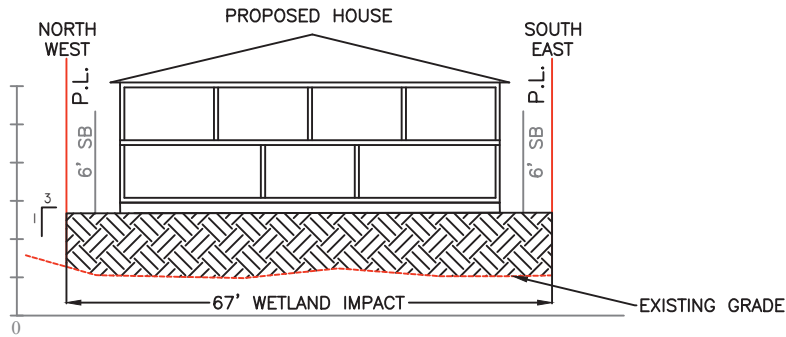 PROPOSED HOUSE
NORTH
WEST
SOUTH
EAST
P.L.
P.L.
6' SB
6' SB
3
1
67' WETLAND IMPACT
EXISTING GRADE
0